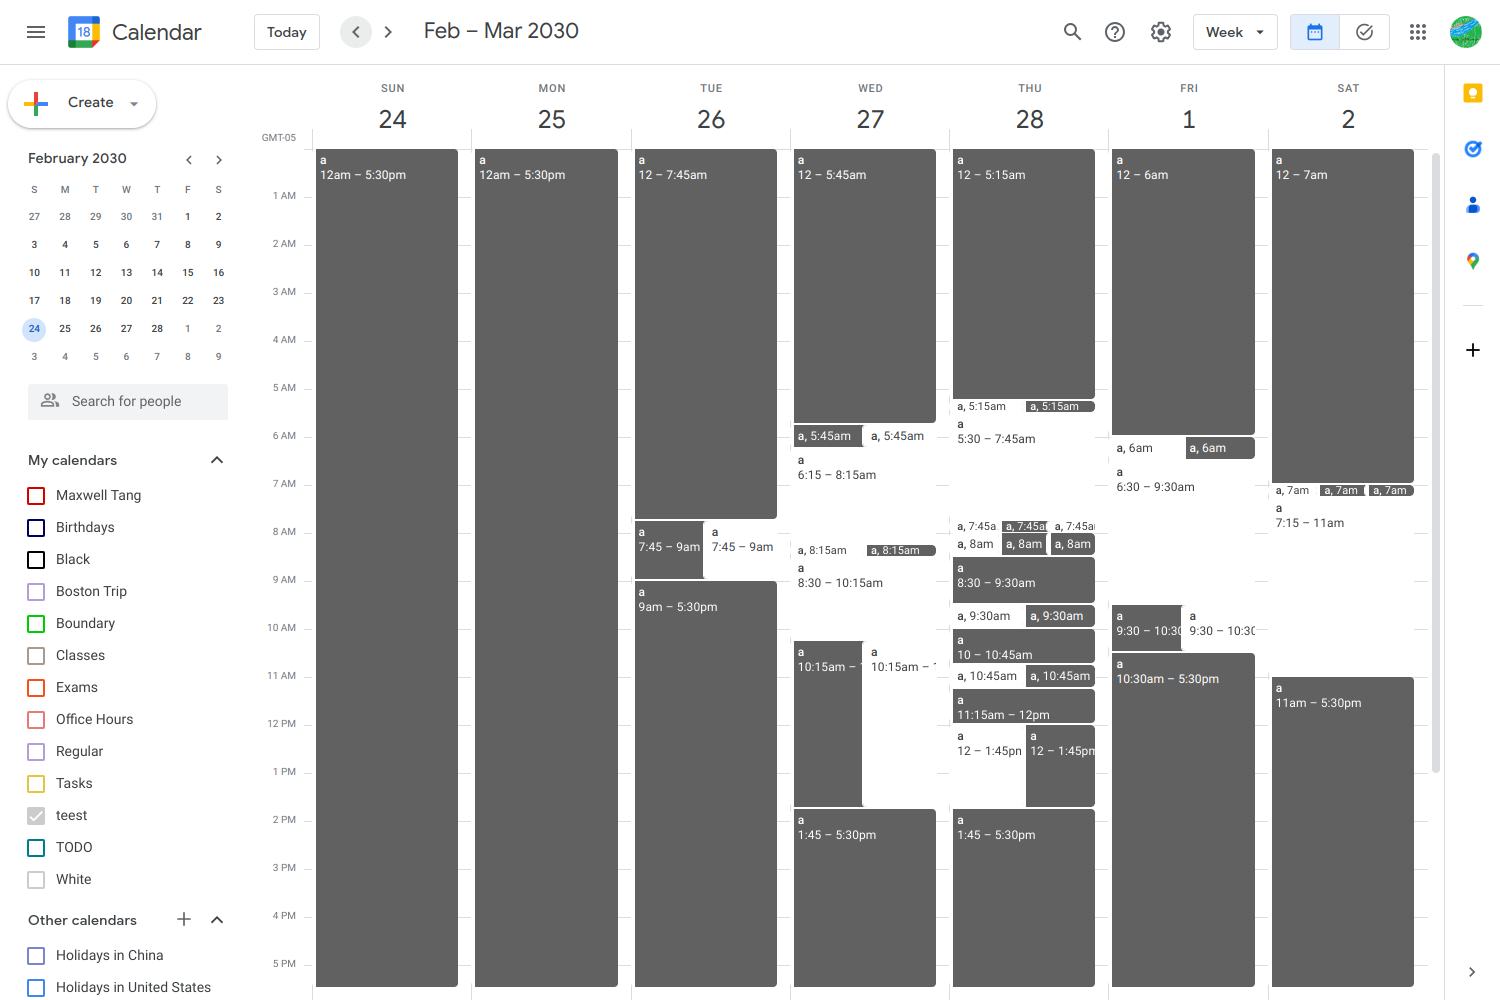 18 Calendar Today Feb – Mar 2030 Week
Create
February 2030
S M T W T F S
27 28 29 30 31 1 2
3 4 5 6 7 8 9
10 11 12 13 14 15 16
17 18 19 20 21 22 23
24 25 26 27 28 1 2
3 4 5 6 7 8 9
Search for people
My calendars
Maxwell Tang
Birthdays
Black
Boston Trip
Boundary
Classes
Exams
Office Hours
Regular
Tasks
teest
TODO
White
Other calendars
Holidays in China
Holidays in United States
GMT-05
1 AM
2 AM
3 AM
4 AM
5 AM
6 AM
7 AM
8 AM
9 AM
10 AM
11 AM
12 PM
1 PM
2 PM
3 PM
4 PM
5 PM
SUN
24
a
12am – 5:30pm
MON
25
a
12am – 5:30pm
TUE
26
a
12 – 7:45am
a
7:45 – 9am
a
7:45 – 9am
a
9am – 5:30pm
WED
27
a
12 – 5:45am
a, 5:45am
a, 5:45am
a
6:15 – 8:15am
a, 8:15am
a, 8:15am
a
8:30 – 10:15am
a
10:15am –
a
10:15am –
a
1:45 – 5:30pm
THU
28
a
12 – 5:15am
a, 5:15am
a, 5:15am
a
5:30 – 7:45am
a, 7:45a
a, 7:45a
a, 7:45a
a, 8am
a, 8am
a, 8am
a
8:30 – 9:30am
a, 9:30am
a, 9:30am
a
10 – 10:45am
a, 10:45am
a, 10:45am
a
11:15am – 12pm
a
12 – 1:45pm
a
12 – 1:45pm
a
1:45 – 5:30pm
FRI
1
a
12 – 6am
a, 6am
a, 6am
a
6:30 – 9:30am
a
9:30 – 10:30
a
9:30 – 10:30
a
10:30am – 5:30pm
SAT
2
a
12 – 7am
a, 7am
a, 7am
a, 7am
a
7:15 – 11am
a
11am – 5:30pm